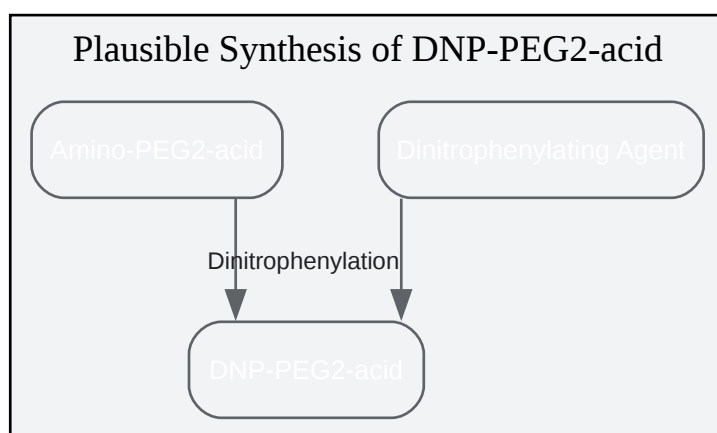 Plausible Synthesis of DNP-PEG2-acid
Amino-PEG2-acid
Dinitrophenylating Agent
Dinitrophenylation
DNP-PEG2-acid